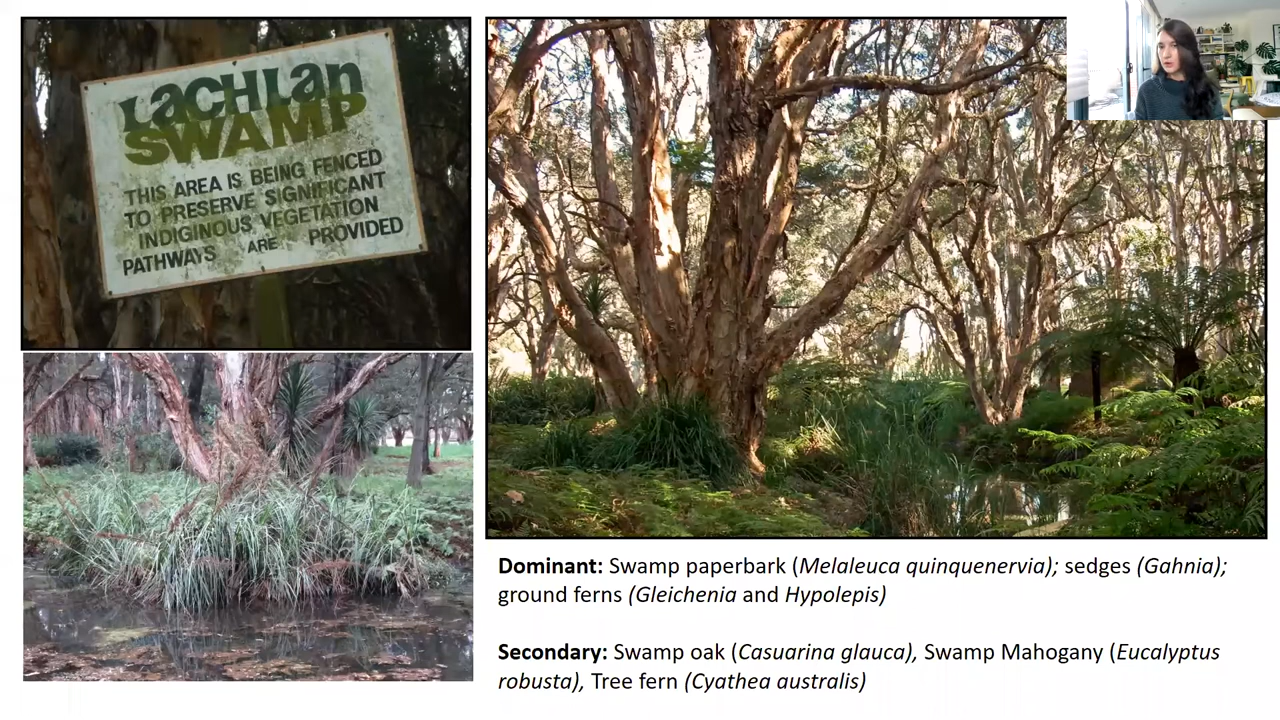 LACHLAN
SWAMP
THIS AREA IS BEING FENCED
TO PRESERVE SIGNIFICANT
INDIGINOUS VEGETATION
PATHWAYS ARE PROVIDED
Dominant: Swamp paperbark (Melaleuca quinquenervia); sedges (Gahnia);
ground ferns (Gleichenia and Hypolepis)
Secondary: Swamp oak (Casuarina glauca), Swamp Mahogany (Eucalyptus
robusta), Tree fern (Cyathea australis)